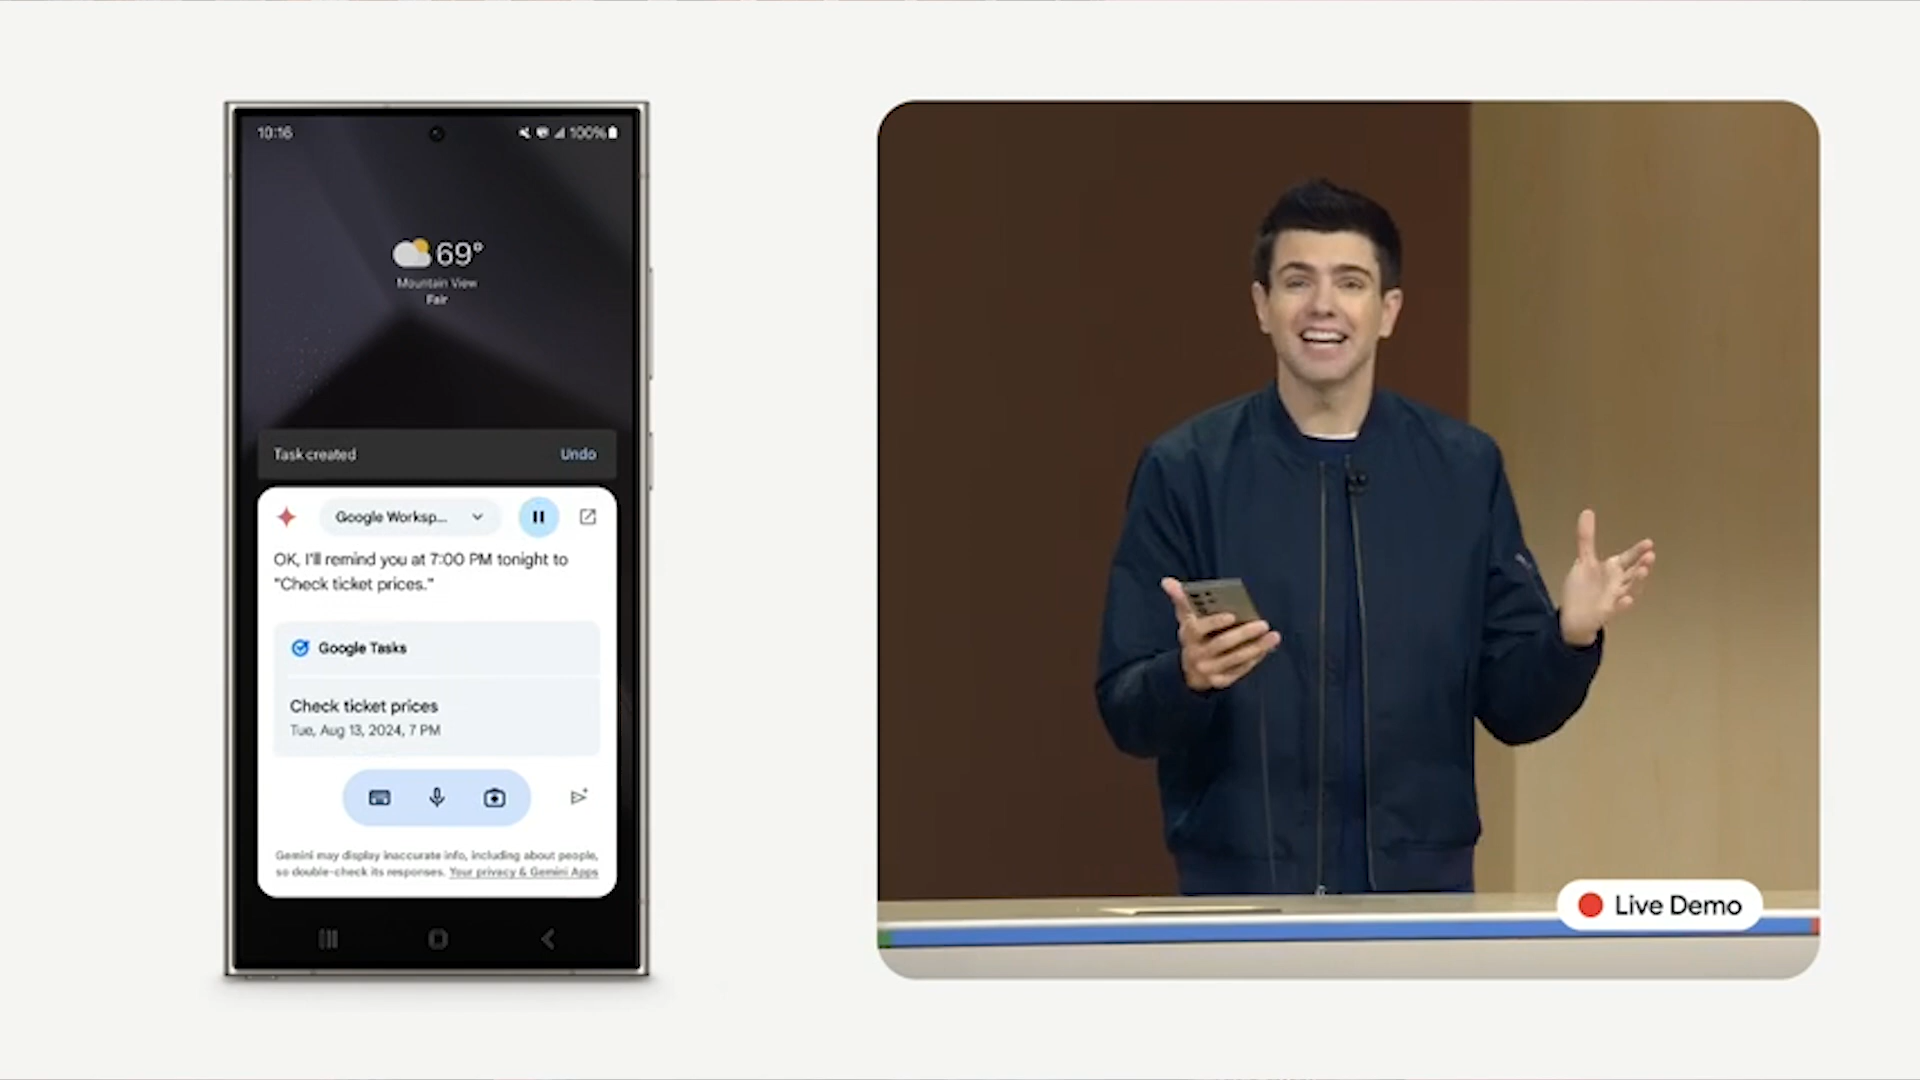 10:16
100%
69°
Mountain View
Fair
Task created
Undo
Google Worksp...
OK, I'll remind you at 7:00 PM tonight to
"Check ticket prices."
Google Tasks
Check ticket prices
Tue, Aug 13, 2024, 7 PM
Gemini may display inaccurate info, including about people,
so double-check its responses. Your privacy & Gemini Apps
Live Demo